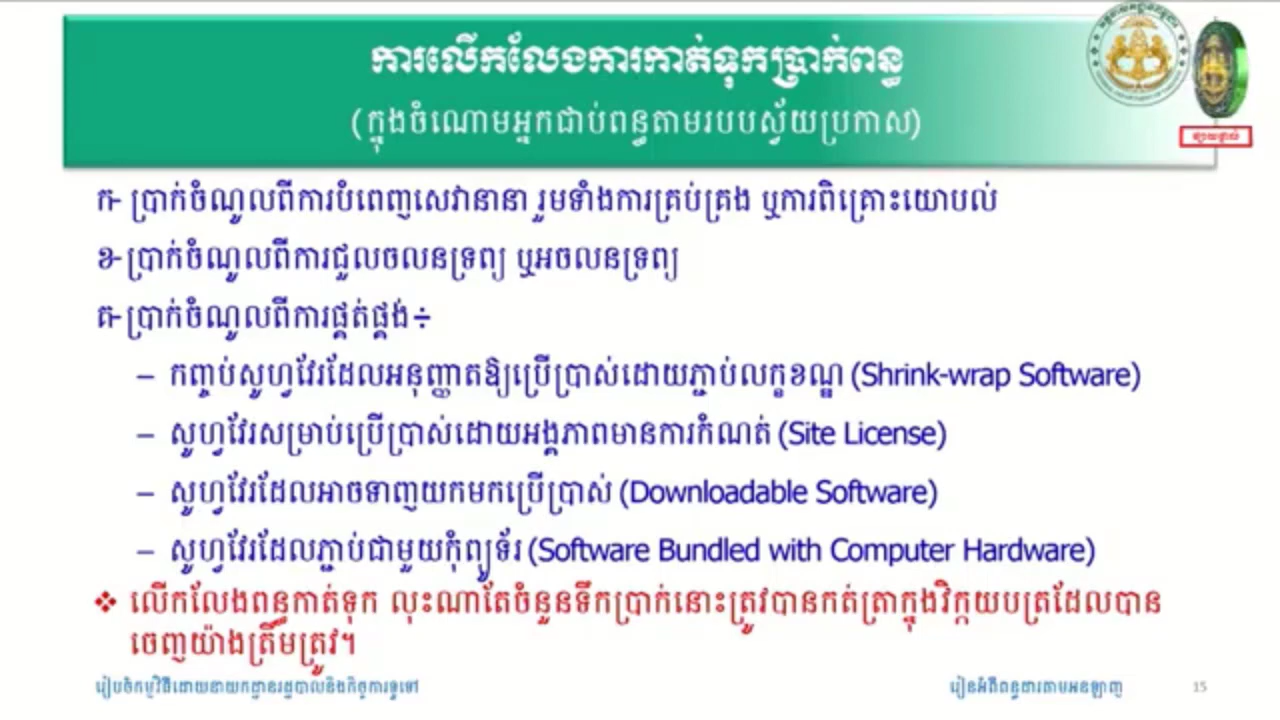 ការលើកលែងការកាត់ទុកប្រាក់ពន្ធ
(ក្នុងចំណោមអ្នកជាប់ពន្ធតាមរបបស្វ័យប្រកាស)
ផ្សាយផ្ទាល់
ក- ប្រាក់ចំណូលពីការបំពេញសេវានានា រួមទាំងការគ្រប់គ្រង ឬការពិគ្រោះយោបល់
ខ- ប្រាក់ចំណូលពីការជួលចលនទ្រព្យ ឬអចលនទ្រព្យ
គ- ប្រាក់ចំណូលពីការផ្គត់ផ្គង់÷
– កញ្ចប់សូហ្វវែរដែលអនុញ្ញាតឱ្យប្រើប្រាស់ដោយភ្ជាប់លក្ខខណ្ឌ (Shrink-wrap Software)
– សូហ្វវែរសម្រាប់ប្រើប្រាស់ដោយអង្គភាពមានការកំណត់ (Site License)
– សូហ្វវែរដែលអាចទាញយកមកប្រើប្រាស់ (Downloadable Software)
– សូហ្វវែរដែលភ្ជាប់ជាមួយកុំព្យូទ័រ (Software Bundled with Computer Hardware)
❖ លើកលែងពន្ធកាត់ទុក លុះណាតែចំនួនទឹកប្រាក់នោះត្រូវបានកត់ត្រាក្នុងវិក្កយបត្រដែលបាន
ចេញយ៉ាងត្រឹមត្រូវ។
រៀបចំកម្មវិធីដោយនាយកដ្ឋានរដ្ឋបាលនិងកិច្ចការទូទៅ
រៀនអំពីពន្ធដារតាមអនឡាញ
15